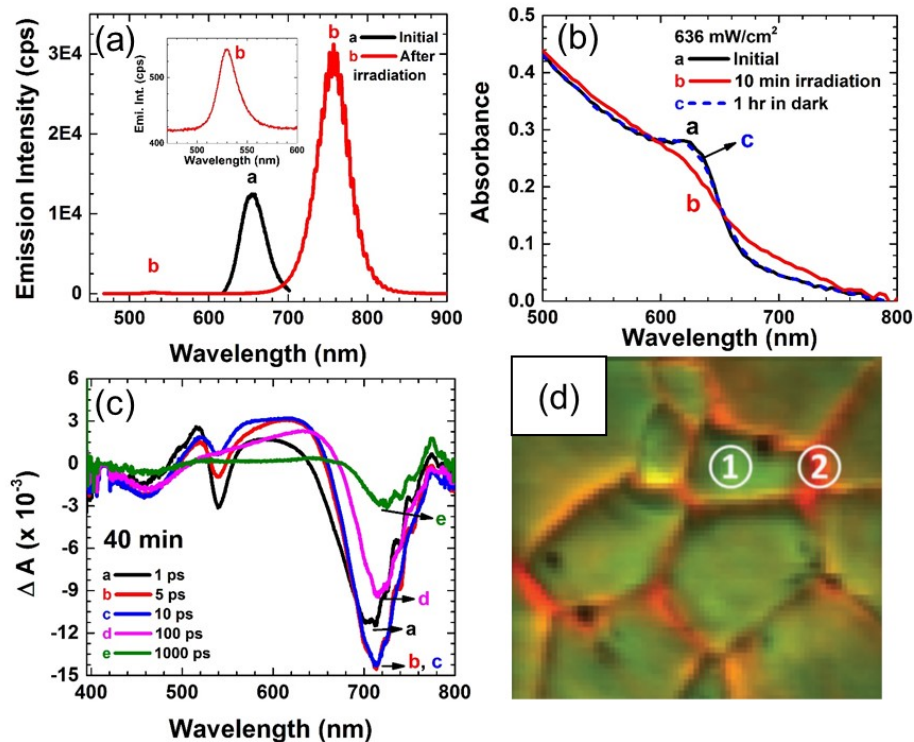 (a)
b
a Initial
b After
irradiation
b
550
400
500 550 600
Wavelength (nm)
Emi. Int. (cps)
a
b
3E4
2E4
1E4
0
500 600 700 800 900
Wavelength (nm)
Emission Intensity (cps)
(b)
636 mW/cm²
a Initial
b 10 min irradiation
c 1 hr in dark
a
c
b
0.5
0.4
0.3
0.2
0.1
0.0
500 600 700 800
Wavelength (nm)
Absorbance
(c)
6
3
0
-3
-6
-9
-12
-15
40 min
a 1 ps
b 5 ps
c 10 ps
d 100 ps
e 1000 ps
e
d
a
b, c
400 500 600 700 800
Wavelength (nm)
Δ A (x 10⁻³)
(d)
1 2